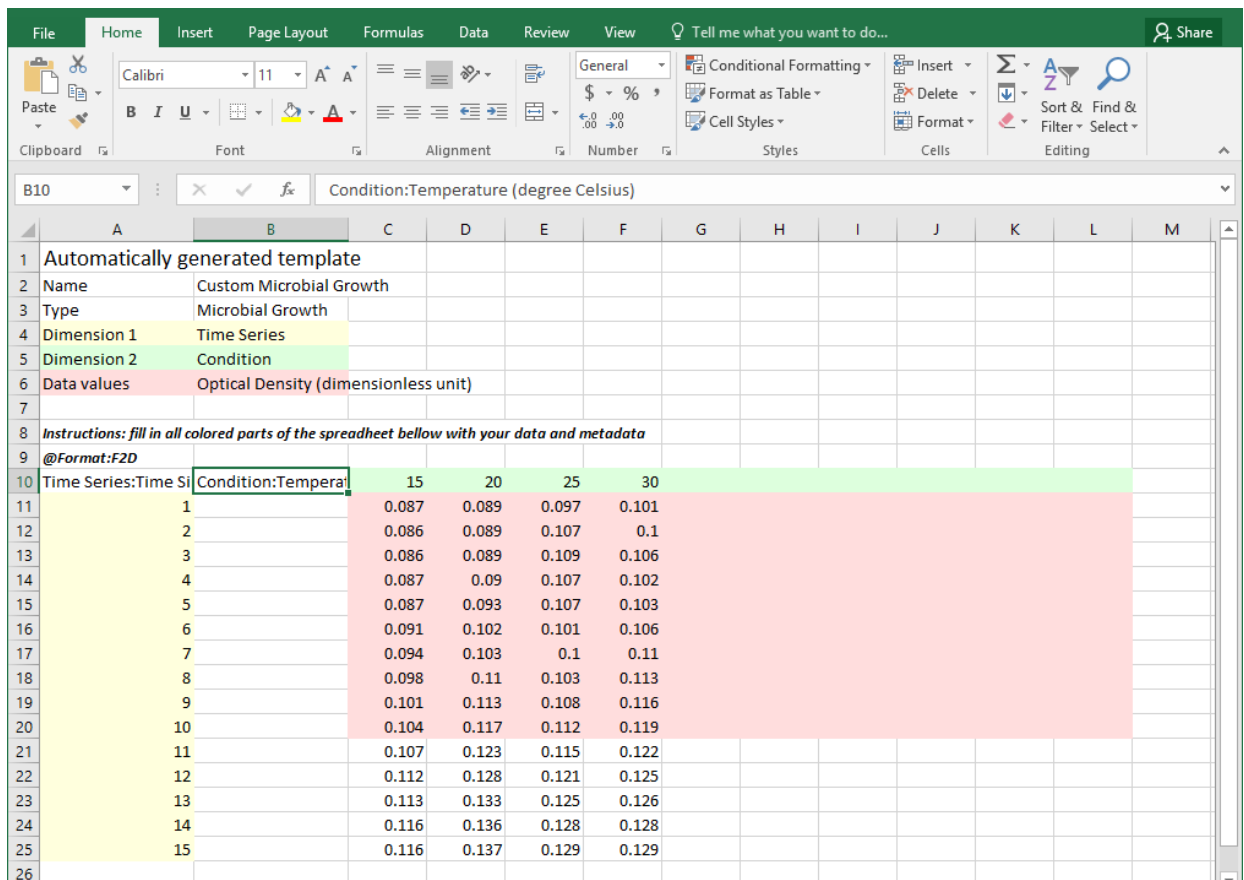 File Home Insert Page Layout Formulas Data Review View Tell me what you want to do... Share
Calibri 11 General Conditional Formatting Insert
Paste $ % , Format as Table Delete Sort & Find &
B I U A .00 .0 Cell Styles Format Filter Select
Clipboard Font Alignment Number Styles Cells Editing
B10 fx Condition:Temperature (degree Celsius)
A B C D E F G H I J K L M
1 Automatically generated template
2 Name Custom Microbial Growth
3 Type Microbial Growth
4 Dimension 1 Time Series
5 Dimension 2 Condition
6 Data values Optical Density (dimensionless unit)
7
8 Instructions: fill in all colored parts of the spreadheet bellow with your data and metadata
9 @Format:F2D
10 Time Series:Time Si Condition:Temperat 15 20 25 30
11 1 0.087 0.089 0.097 0.101
12 2 0.086 0.089 0.107 0.1
13 3 0.086 0.089 0.109 0.106
14 4 0.087 0.09 0.107 0.102
15 5 0.087 0.093 0.107 0.103
16 6 0.091 0.102 0.101 0.106
17 7 0.094 0.103 0.1 0.11
18 8 0.098 0.11 0.103 0.113
19 9 0.101 0.113 0.108 0.116
20 10 0.104 0.117 0.112 0.119
21 11 0.107 0.123 0.115 0.122
22 12 0.112 0.128 0.121 0.125
23 13 0.113 0.133 0.125 0.126
24 14 0.116 0.136 0.128 0.128
25 15 0.116 0.137 0.129 0.129
26